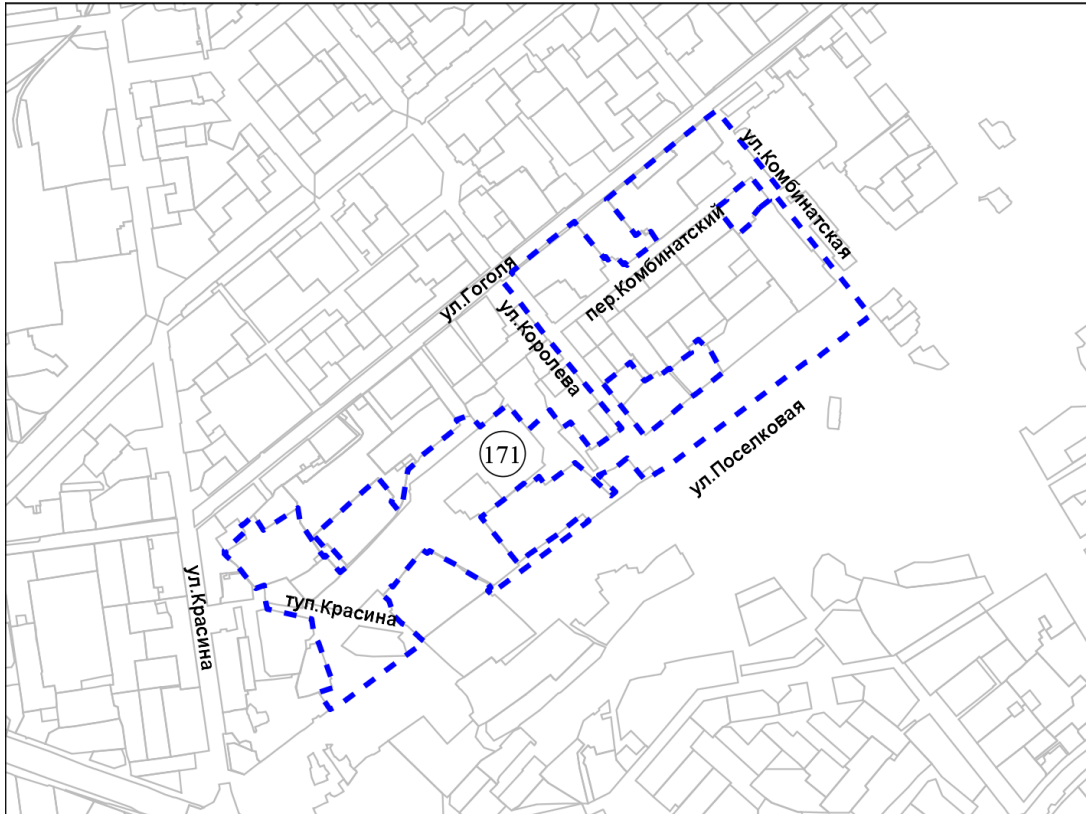 ул.Комбинатская
пер.Комбинатский
ул.Гоголя
ул.Королева
171
ул.Поселковая
ул.Красина
туп.Красина